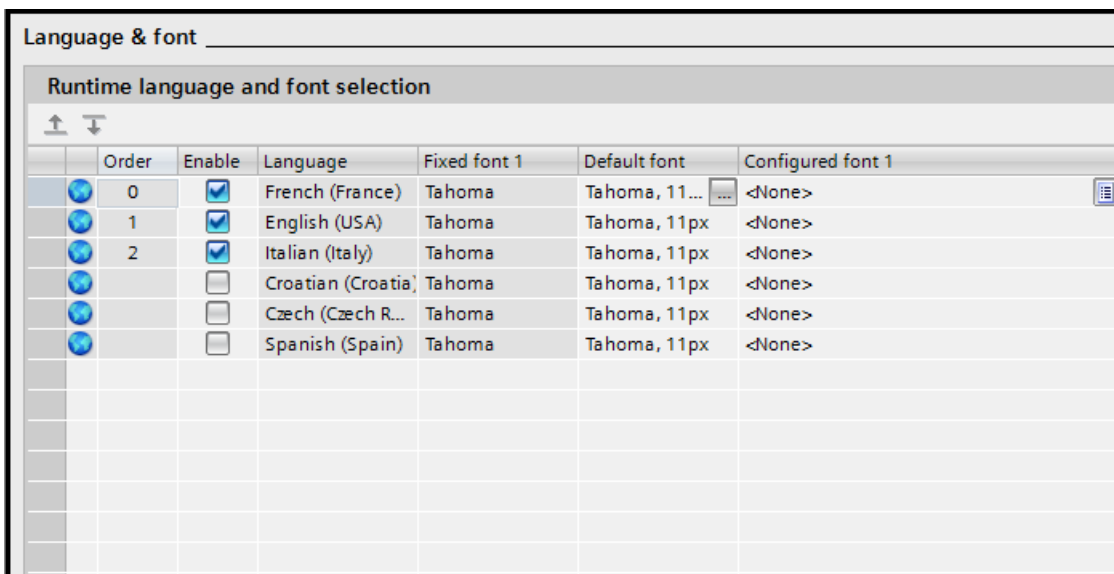 Language & font
Runtime language and font selection
Order Enable Language Fixed font 1 Default font Configured font 1
0 French (France) Tahoma Tahoma, 11... ... <None>
1 English (USA) Tahoma Tahoma, 11px <None>
2 Italian (Italy) Tahoma Tahoma, 11px <None>
Croatian (Croatia) Tahoma Tahoma, 11px <None>
Czech (Czech R... Tahoma Tahoma, 11px <None>
Spanish (Spain) Tahoma Tahoma, 11px <None>